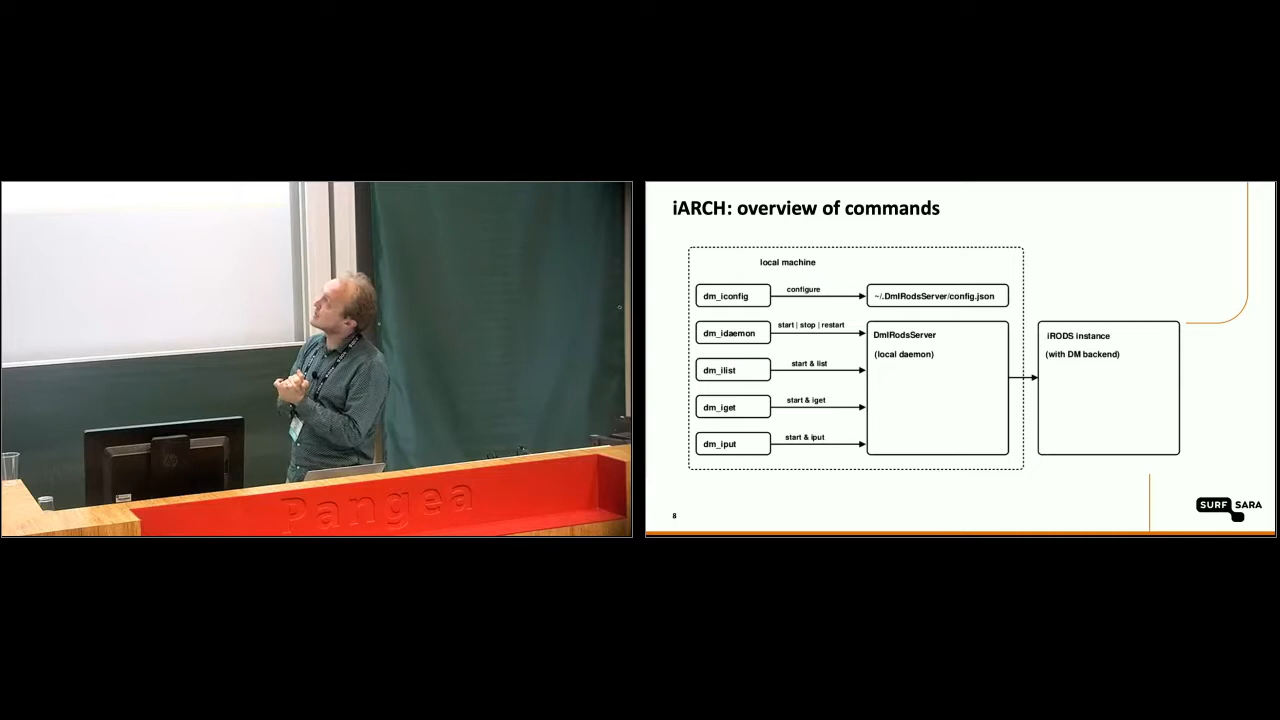 Pangea
iARCH: overview of commands
local machine
dm_iconfig
configure
~/.DmIRodsServer/config.json
dm_idaemon
start | stop | restart
DmIRodsServer
(local daemon)
iRODS instance
(with DM backend)
dm_ilist
start & list
dm_iget
start & iget
dm_iput
start & iput
8
SURF SARA